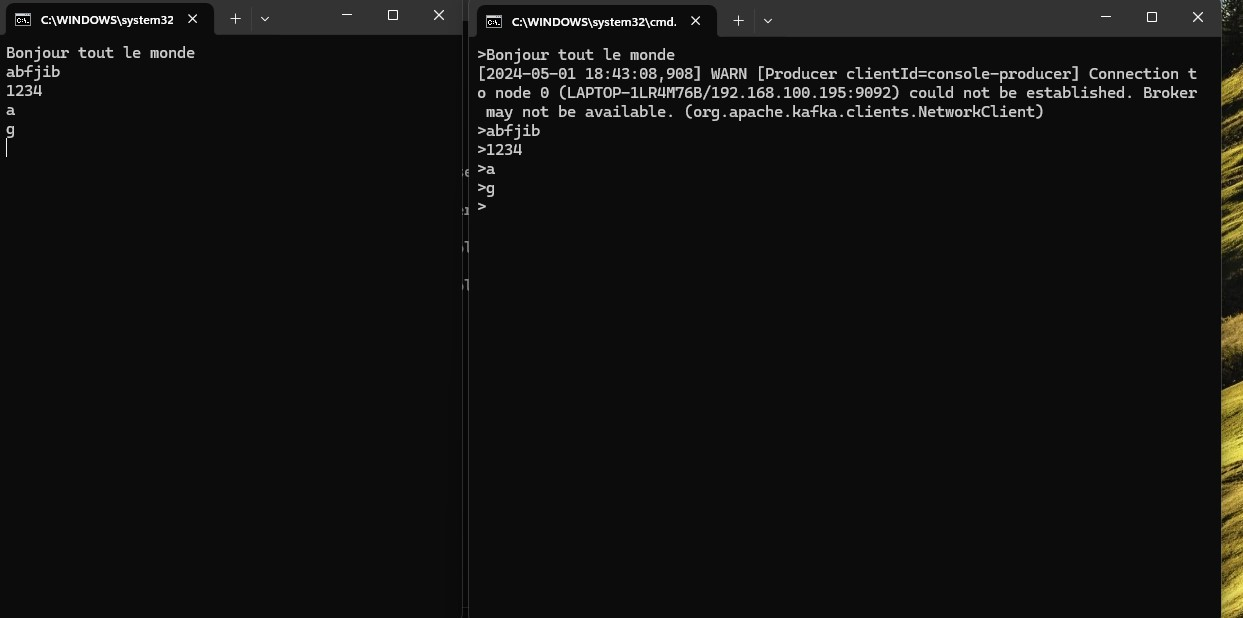 C:\WINDOWS\system32
Bonjour tout le monde
abfjib
1234
a
g
C:\WINDOWS\system32\cmd.
>Bonjour tout le monde
[2024-05-01 18:43:08,908] WARN [Producer clientId=console-producer] Connection t
o node 0 (LAPTOP-1LR4M76B/192.168.100.195:9092) could not be established. Broker
 may not be available. (org.apache.kafka.clients.NetworkClient)
>abfjib
>1234
>a
>g
>